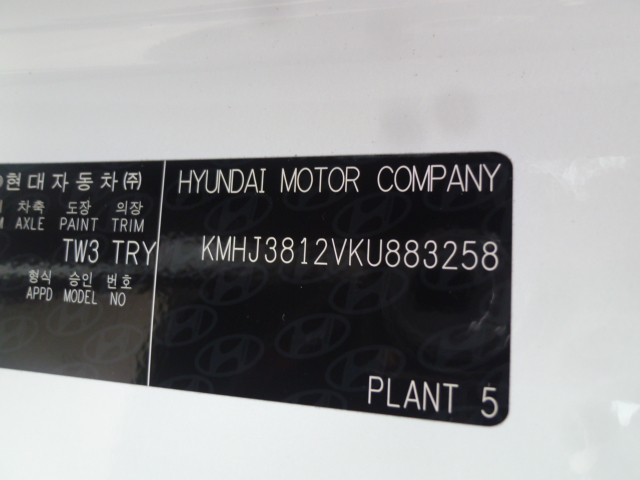 현대자동차㈜
차축 도장 의장
AXLE PAINT TRIM
TW3 TRY
형식 승인 번호
APPD MODEL NO
HYUNDAI MOTOR COMPANY
KMHJ3812VKU883258
PLANT 5